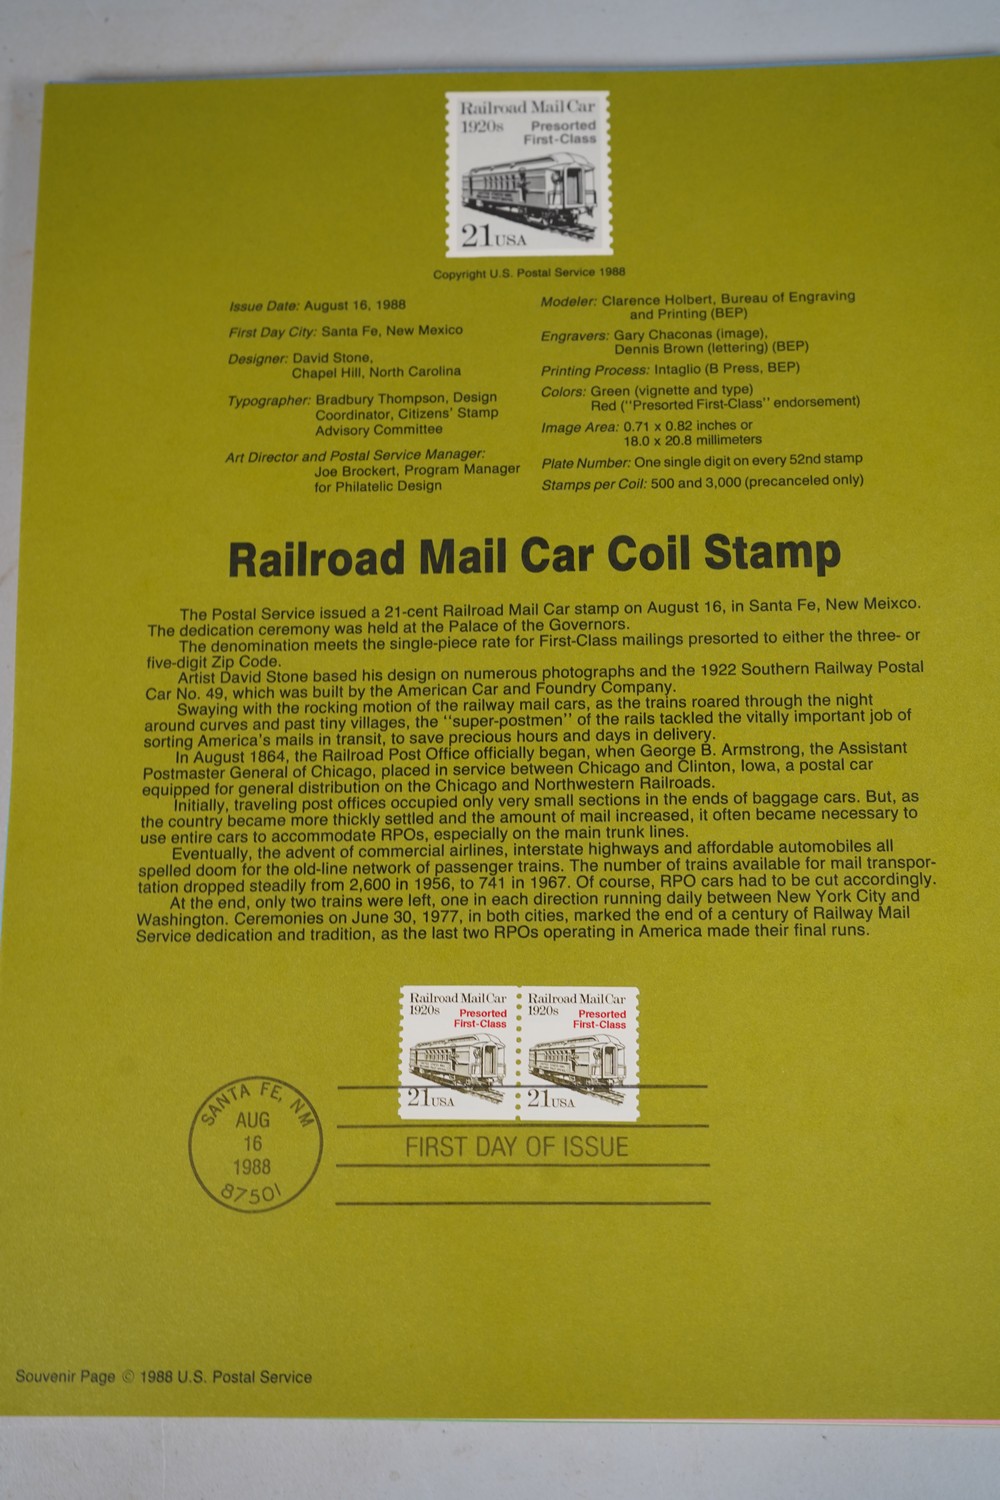 Railroad Mail Car
1920s Presorted
First-Class
21 USA
Copyright U.S. Postal Service 1988
Issue Date: August 16, 1988
First Day City: Santa Fe, New Mexico
Designer: David Stone,
Chapel Hill, North Carolina
Typographer: Bradbury Thompson, Design
Coordinator, Citizens' Stamp
Advisory Committee
Art Director and Postal Service Manager:
Joe Brockert, Program Manager
for Philatelic Design
Modeler: Clarence Holbert, Bureau of Engraving
and Printing (BEP)
Engravers: Gary Chaconas (image),
Dennis Brown (lettering) (BEP)
Printing Process: Intaglio (B Press, BEP)
Colors: Green (vignette and type)
Red ("Presorted First-Class" endorsement)
Image Area: 0.71 x 0.82 inches or
18.0 x 20.8 millimeters
Plate Number: One single digit on every 52nd stamp
Stamps per Coil: 500 and 3,000 (precanceled only)
Railroad Mail Car Coil Stamp
The Postal Service issued a 21-cent Railroad Mail Car stamp on August 16, in Santa Fe, New Meixco.
The dedication ceremony was held at the Palace of the Governors.
The denomination meets the single-piece rate for First-Class mailings presorted to either the three- or
five-digit Zip Code.
Artist David Stone based his design on numerous photographs and the 1922 Southern Railway Postal
Car No. 49, which was built by the American Car and Foundry Company.
Swaying with the rocking motion of the railway mail cars, as the trains roared through the night
around curves and past tiny villages, the "super-postmen" of the rails tackled the vitally important job of
sorting America's mails in transit, to save precious hours and days in delivery.
In August 1864, the Railroad Post Office officially began, when George B. Armstrong, the Assistant
Postmaster General of Chicago, placed in service between Chicago and Clinton, Iowa, a postal car
equipped for general distribution on the Chicago and Northwestern Railroads.
Initially, traveling post offices occupied only very small sections in the ends of baggage cars. But, as
the country became more thickly settled and the amount of mail increased, it often became necessary to
use entire cars to accommodate RPOs, especially on the main trunk lines.
Eventually, the advent of commercial airlines, interstate highways and affordable automobiles all
spelled doom for the old-line network of passenger trains. The number of trains available for mail transpor-
tation dropped steadily from 2,600 in 1956, to 741 in 1967. Of course, RPO cars had to be cut accordingly.
At the end, only two trains were left, one in each direction running daily between New York City and
Washington. Ceremonies on June 30, 1977, in both cities, marked the end of a century of Railway Mail
Service dedication and tradition, as the last two RPOs operating in America made their final runs.
Railroad Mail Car
1920s Presorted
First-Class
21 USA
Railroad Mail Car
1920s Presorted
First-Class
21 USA
SANTA FE, NM
AUG
16
1988
87501
FIRST DAY OF ISSUE
Souvenir Page © 1988 U.S. Postal Service